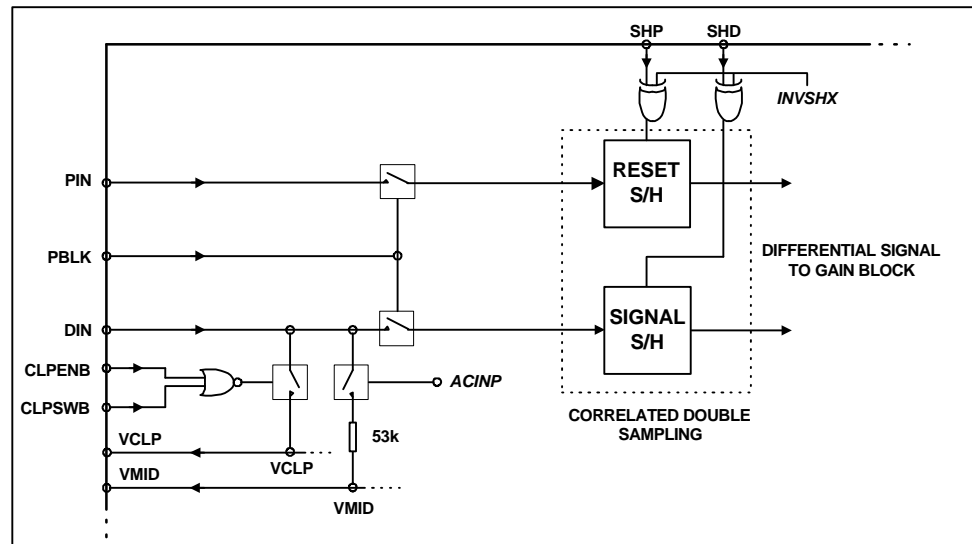 SHP
SHD
INVSHX
PIN
RESET
S/H
PBLK
DIFFERENTIAL SIGNAL
TO GAIN BLOCK
DIN
SIGNAL
S/H
CLPENB
ACINP
CLPSWB
CORRELATED DOUBLE
SAMPLING
VCLP
53k
VCLP
VMID
VMID